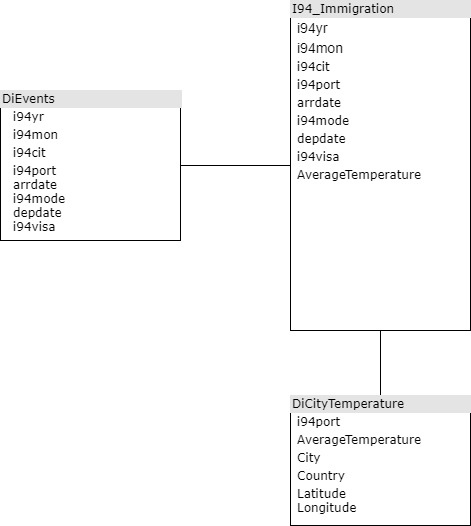 I94_Immigration
i94yr
i94mon
i94cit
i94port
arrdate
i94mode
depdate
i94visa
AverageTemperature
DiEvents
i94yr
i94mon
i94cit
i94port
arrdate
i94mode
depdate
i94visa
DiCityTemperature
i94port
AverageTemperature
City
Country
Latitude
Longitude